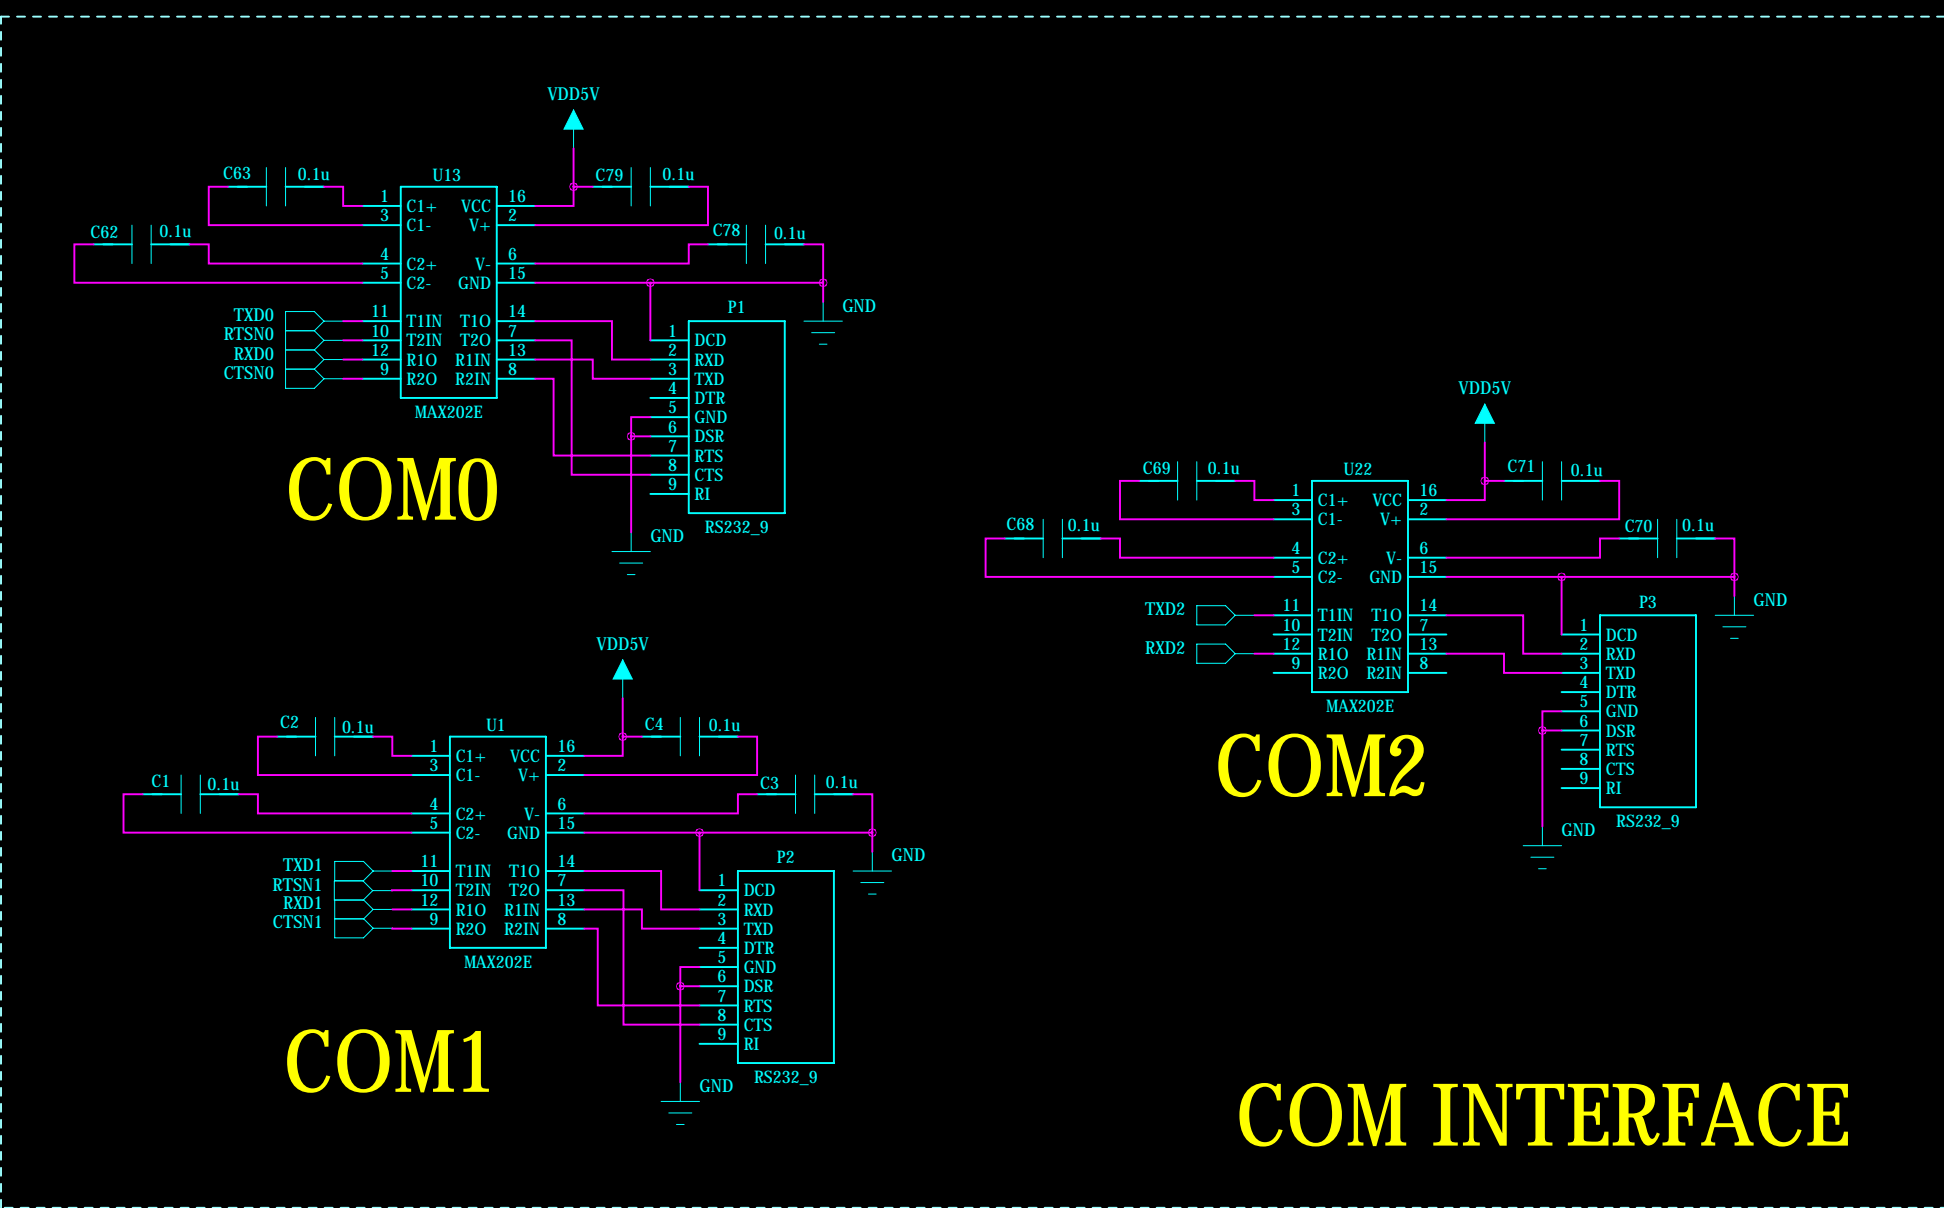 VDD5V
C63 0.1u
U13
C79 0.1u
C62 0.1u
C78 0.1u
1 C1+ VCC 16
3 C1- V+ 2
4 C2+ V- 6
5 C2- GND 15
TXD0 11 T1IN T1O 14
RTSN0 10 T2IN T2O 7
RXD0 12 R1O R1IN 13
CTSN0 9 R2O R2IN 8
MAX202E
GND
P1
1 DCD
2 RXD
3 TXD
4 DTR
5 GND
6 DSR
7 RTS
8 CTS
9 RI
RS232_9
GND
COM0
VDD5V
C69 0.1u
U22
C71 0.1u
C68 0.1u
C70 0.1u
1 C1+ VCC 16
3 C1- V+ 2
4 C2+ V- 6
5 C2- GND 15
TXD2 11 T1IN T1O 14
10 T2IN T2O 7
RXD2 12 R1O R1IN 13
9 R2O R2IN 8
MAX202E
GND
P3
1 DCD
2 RXD
3 TXD
4 DTR
5 GND
6 DSR
7 RTS
8 CTS
9 RI
RS232_9
GND
COM2
VDD5V
C2 0.1u
U1
C4 0.1u
C1 0.1u
C3 0.1u
1 C1+ VCC 16
3 C1- V+ 2
4 C2+ V- 6
5 C2- GND 15
TXD1 11 T1IN T1O 14
RTSN1 10 T2IN T2O 7
RXD1 12 R1O R1IN 13
CTSN1 9 R2O R2IN 8
MAX202E
GND
P2
1 DCD
2 RXD
3 TXD
4 DTR
5 GND
6 DSR
7 RTS
8 CTS
9 RI
RS232_9
GND
COM1
COM INTERFACE